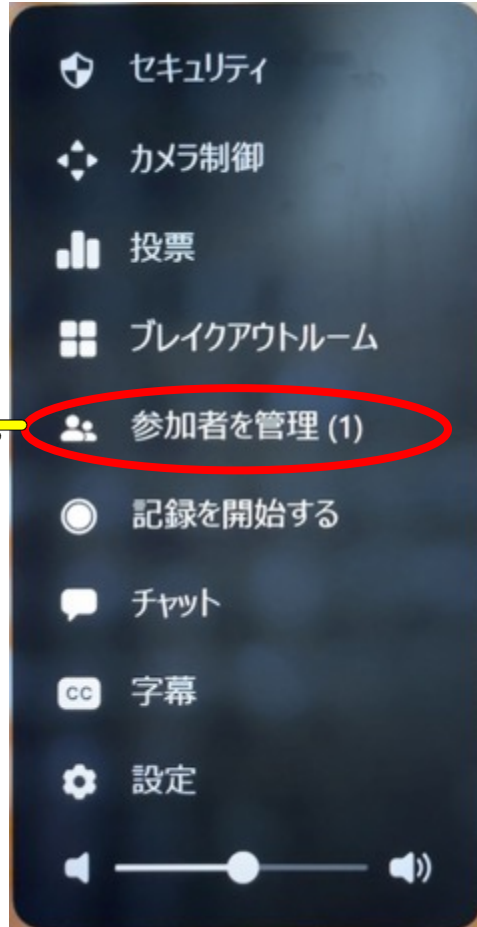 セキュリティ
カメラ制御
投票
ブレイクアウトルーム
参加者を管理 (1)
記録を開始する
チャット
CC 字幕
設定